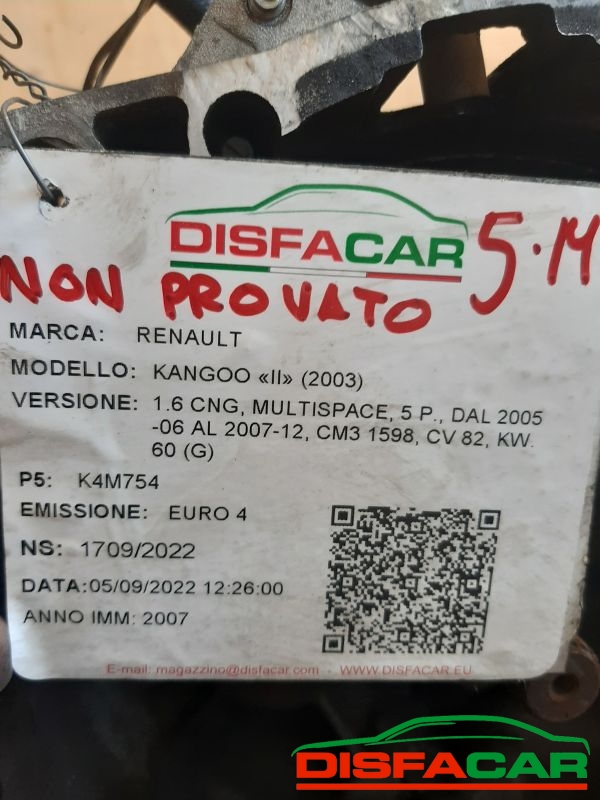 DISFACAR
5.14
NON PROVATO
MARCA: RENAULT
MODELLO: KANGOO «II» (2003)
VERSIONE: 1.6 CNG, MULTISPACE, 5 P., DAL 2005
-06 AL 2007-12, CM3 1598, CV 82, KW.
60 (G)
P5: K4M754
EMISSIONE: EURO 4
NS: 1709/2022
DATA:05/09/2022 12:26:00
ANNO IMM: 2007
E-mail: magazzino@disfacar.com - WWW.DISFACAR.EU
DISFACAR